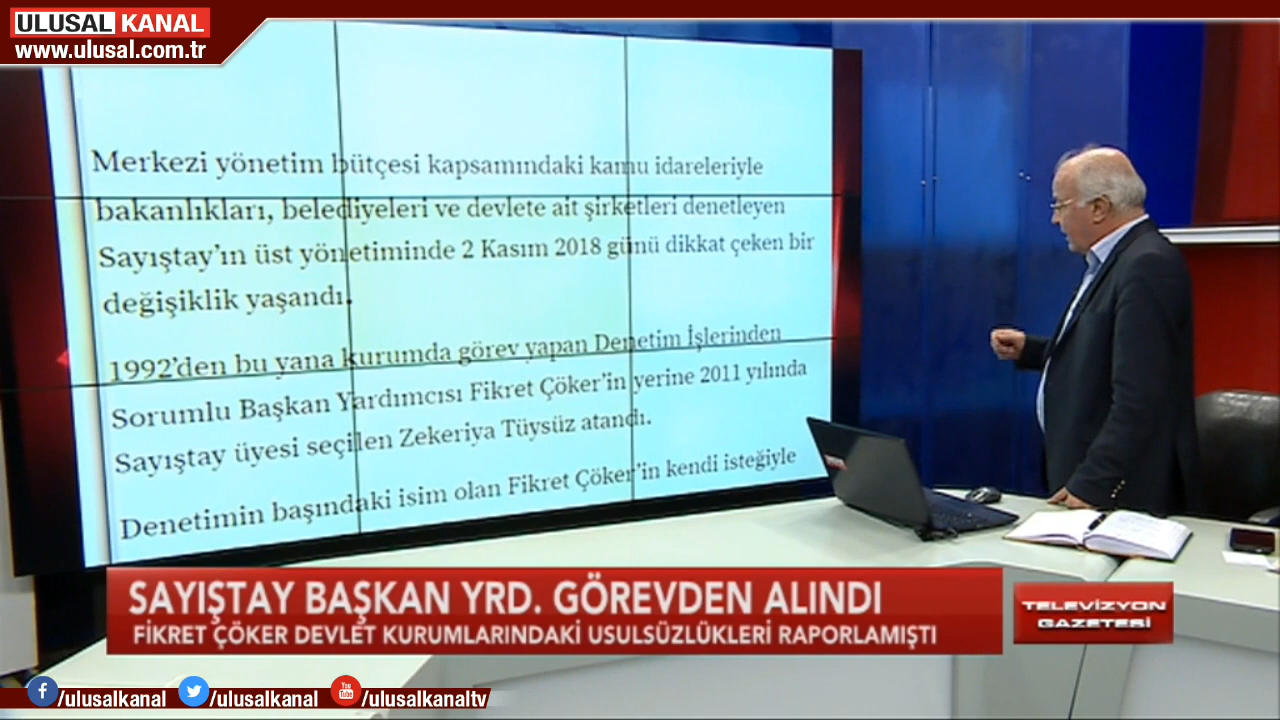 ULUSAL KANAL
www.ulusal.com.tr
Merkezi yönetim bütçesi kapsamındaki kamu idareleriyle
bakanlıkları, belediyeleri ve devlete ait şirketleri denetleyen
Sayıştay'ın üst yönetiminde 2 Kasım 2018 günü dikkat çeken bir
değişiklik yaşandı.
1992'den bu yana kurumda görev yapan Denetim İşlerinden
Sorumlu Başkan Yardımcısı Fikret Çöker'in yerine 2011 yılında
Sayıştay üyesi seçilen Zekeriya Tüysüz atandı.
Denetimin başındaki isim olan Fikret Çöker'in kendi isteğiyle
SAYIŞTAY BAŞKAN YRD. GÖREVDEN ALINDI
FİKRET ÇÖKER DEVLET KURUMLARINDAKİ USULSÜZLÜKLERİ RAPORLAMIŞTI
TELEVİZYON
GAZETESİ
/ulusalkanal /ulusalkanal You Tube /ulusalkanaltv